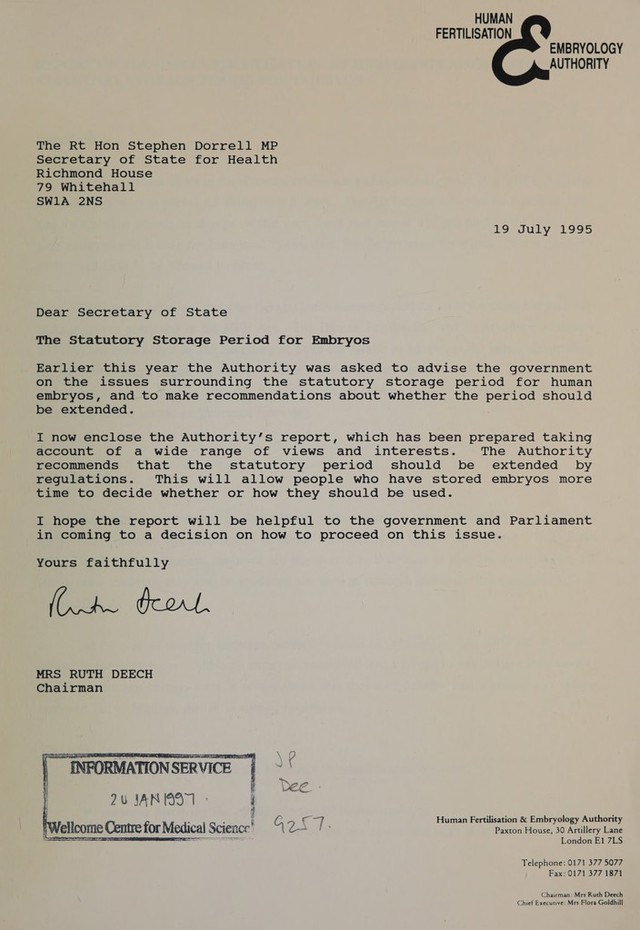 HUMAN
FERTILISATION
&
EMBRYOLOGY
AUTHORITY
The Rt Hon Stephen Dorrell MP
Secretary of State for Health
Richmond House
79 Whitehall
SW1A 2NS
19 July 1995
Dear Secretary of State
The Statutory Storage Period for Embryos
Earlier this year the Authority was asked to advise the government
on the issues surrounding the statutory storage period for human
embryos, and to make recommendations about whether the period should
be extended.
I now enclose the Authority's report, which has been prepared taking
account of a wide range of views and interests. The Authority
recommends that the statutory period should be extended by
regulations. This will allow people who have stored embryos more
time to decide whether or how they should be used.
I hope the report will be helpful to the government and Parliament
in coming to a decision on how to proceed on this issue.
Yours faithfully
Ruth Deech
MRS RUTH DEECH
Chairman
INFORMATION SERVICE
20 JAN 1997
Wellcome Centre for Medical Science
JP
Dee
9257.
Human Fertilisation & Embryology Authority
Paxton House, 30 Artillery Lane
London E1 7LS
Telephone: 0171 377 5077
Fax: 0171 377 1871
Chairman: Mrs Ruth Deech
Chief Executive: Mrs Flora Goldhill